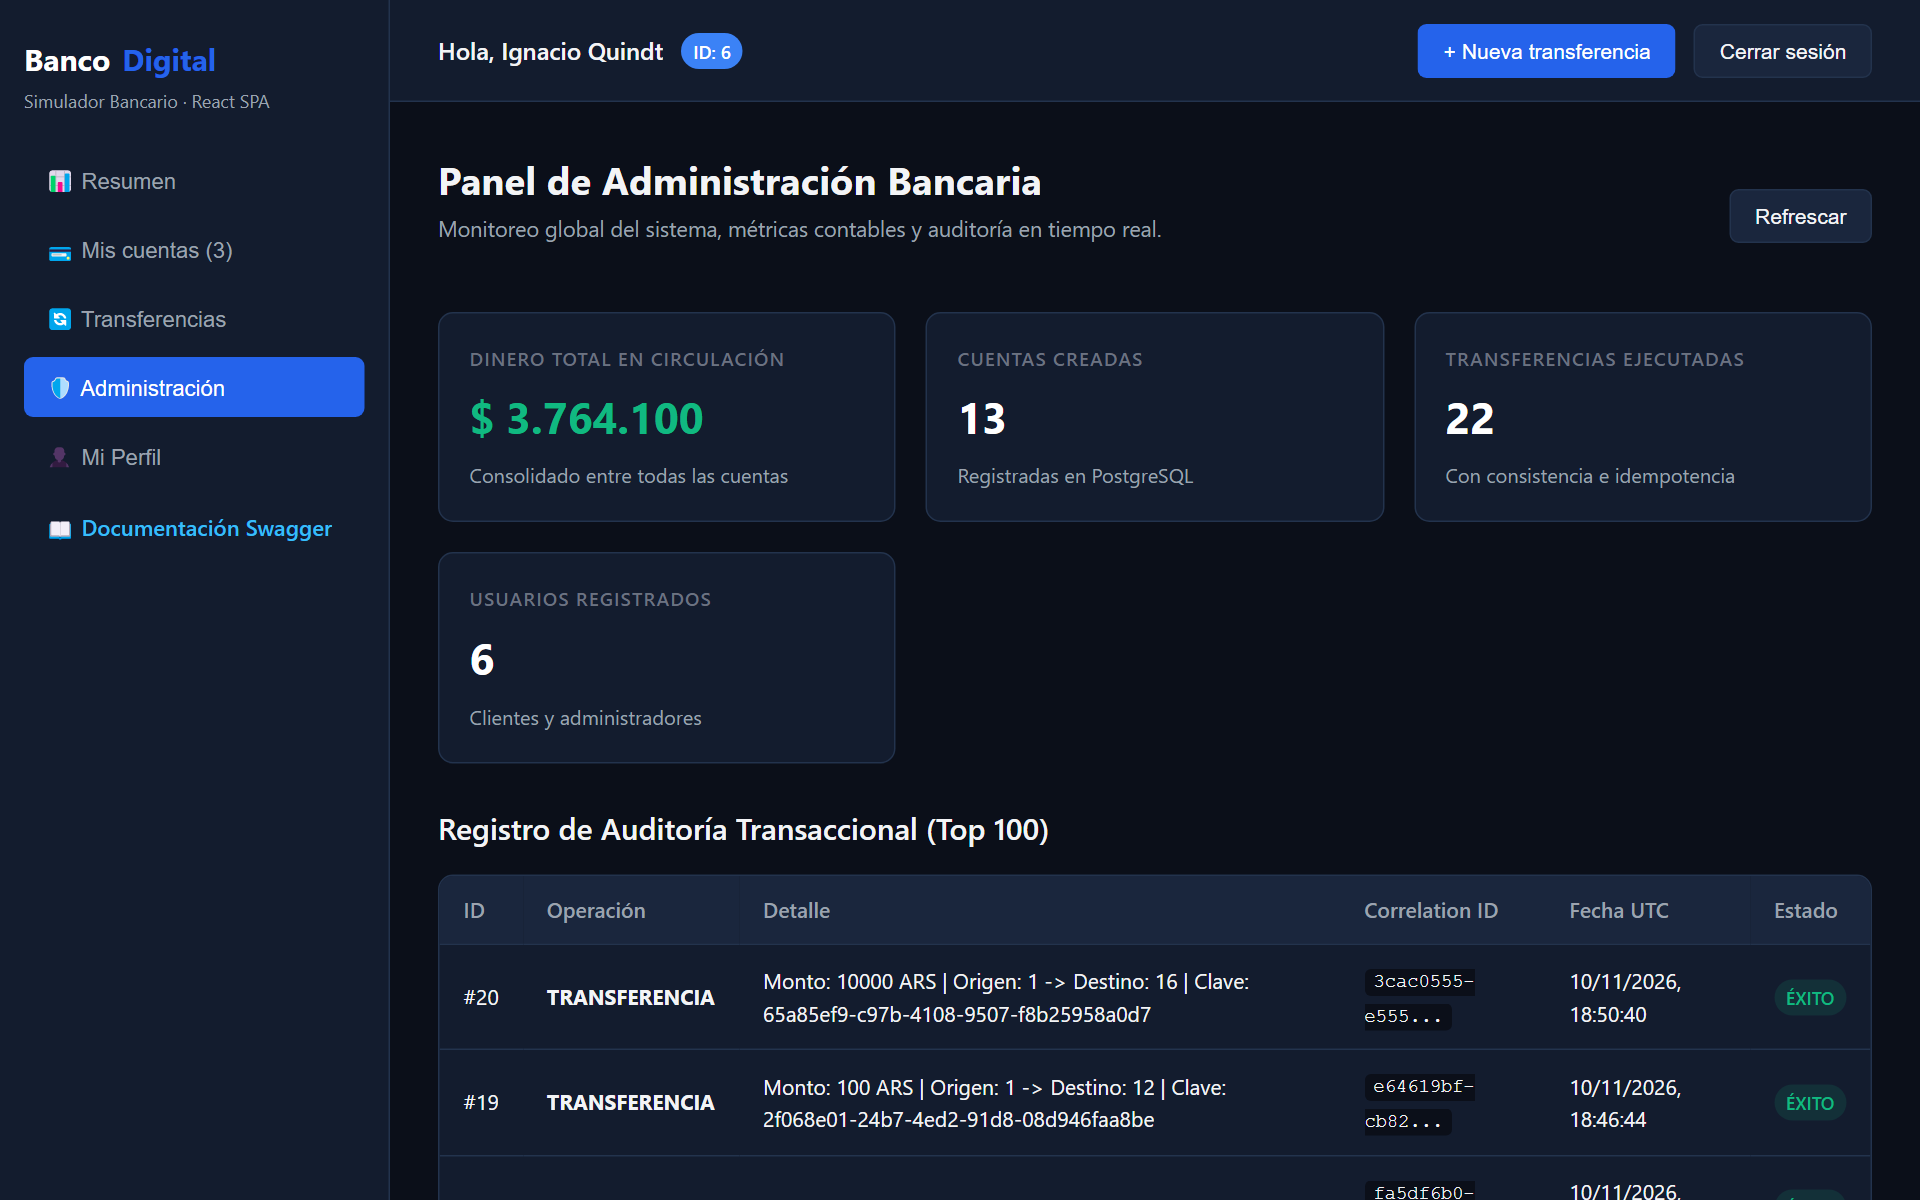 Banco Digital
Simulador Bancario · React SPA
Resumen
Mis cuentas (3)
Transferencias
Administración
Mi Perfil
Documentación Swagger
Hola, Ignacio Quindt
ID: 6
+ Nueva transferencia
Cerrar sesión
Panel de Administración Bancaria
Monitoreo global del sistema, métricas contables y auditoría en tiempo real.
Refrescar
DINERO TOTAL EN CIRCULACIÓN
$ 3.764.100
Consolidado entre todas las cuentas
CUENTAS CREADAS
13
Registradas en PostgreSQL
TRANSFERENCIAS EJECUTADAS
22
Con consistencia e idempotencia
USUARIOS REGISTRADOS
6
Clientes y administradores
Registro de Auditoría Transaccional (Top 100)
ID Operación Detalle Correlation ID Fecha UTC Estado
#20 TRANSFERENCIA
Monto: 10000 ARS | Origen: 1 -> Destino: 16 | Clave:
65a85ef9-c97b-4108-9507-f8b25958a0d7
3cac0555-
e555...
10/11/2026,
18:50:40
ÉXITO
#19 TRANSFERENCIA
Monto: 100 ARS | Origen: 1 -> Destino: 12 | Clave:
2f068e01-24b7-4ed2-91d8-08d946faa8be
e64619bf-
cb82...
10/11/2026,
18:46:44
ÉXITO
fa5df6b0-
10/11/2026,